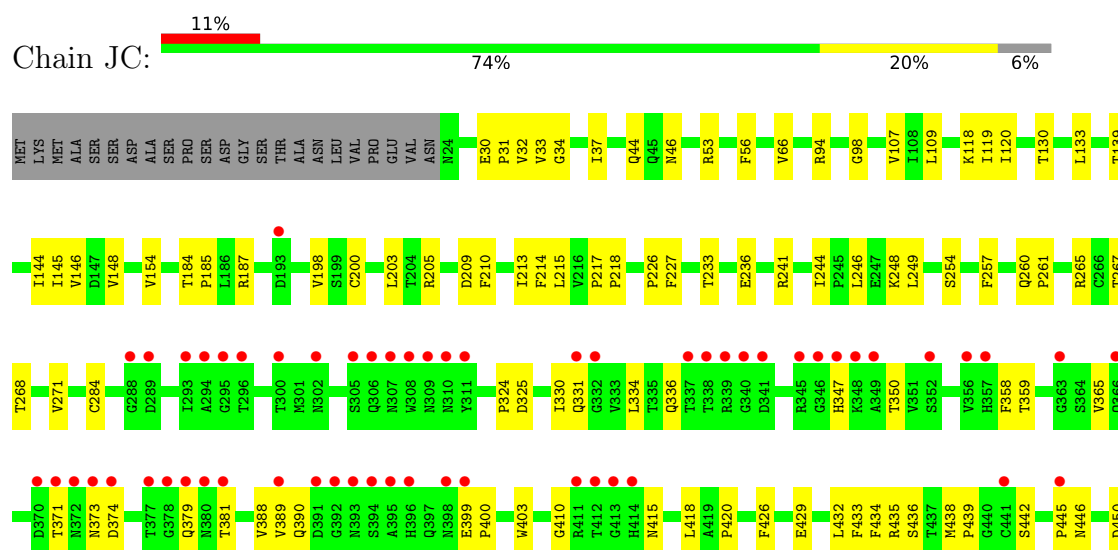 11%
Chain JC:
74% 20% 6%
MET LYS MET ALA SER SER ASP ALA SER PRO SER ASP GLY SER THR ALA ASN LEU VAL PRO GLU VAL ASN N24 E30 P31 V32 V33 G34 I37 Q44 Q45 N46 R53 F56 V66 R94 G98 V107 I108 L109 K118 I119 I120 T130 L133
I144 I145 V146 D147 V148 V154 T184 P185 L186 R187 D193 V198 S199 C200 L203 T204 R205 D209 F210 I213 F214 L215 V216 P217 P218 P226 F227 T233 E236 R241 I244 P245 L246 E247 K248 L249 S254 F257 Q260 P261 R265 C266 T267
T268 V271 C284 G288 D289 I293 A294 G295 T296 T300 M301 N302 S305 Q306 N307 W308 N309 N310 Y311 P324 D325 I330 Q331 G332 V333 L334 T335 Q336 T337 T338 R339 G340 D341 R345 G346 H347 K348 A349 T350 V351 S352 V356 H357 F358 T359 G363 S364 V365
D370 T371 N372 N373 D374 T377 G378 Q379 N380 T381 V388 V389 Q390 D391 G392 N393 S394 A395 H396 Q397 N398 E399 P400 W403 G410 R411 T412 G413 H414 N415 L418 A419 P420 F426 E429 L432 F433 F434 R435 S436 T437 M438 P439 G440 C441 S442 P445 N446